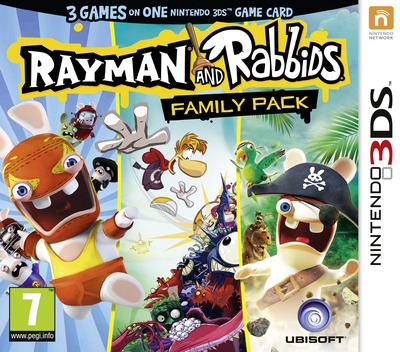 3 GAMES ON ONE NINTENDO 3DS™ GAME CARD
NINTENDO
NETWORK
RAYMAN AND Rabbids
FAMILY PACK
NINTENDO 3DS™
7
www.pegi.info
UBISOFT